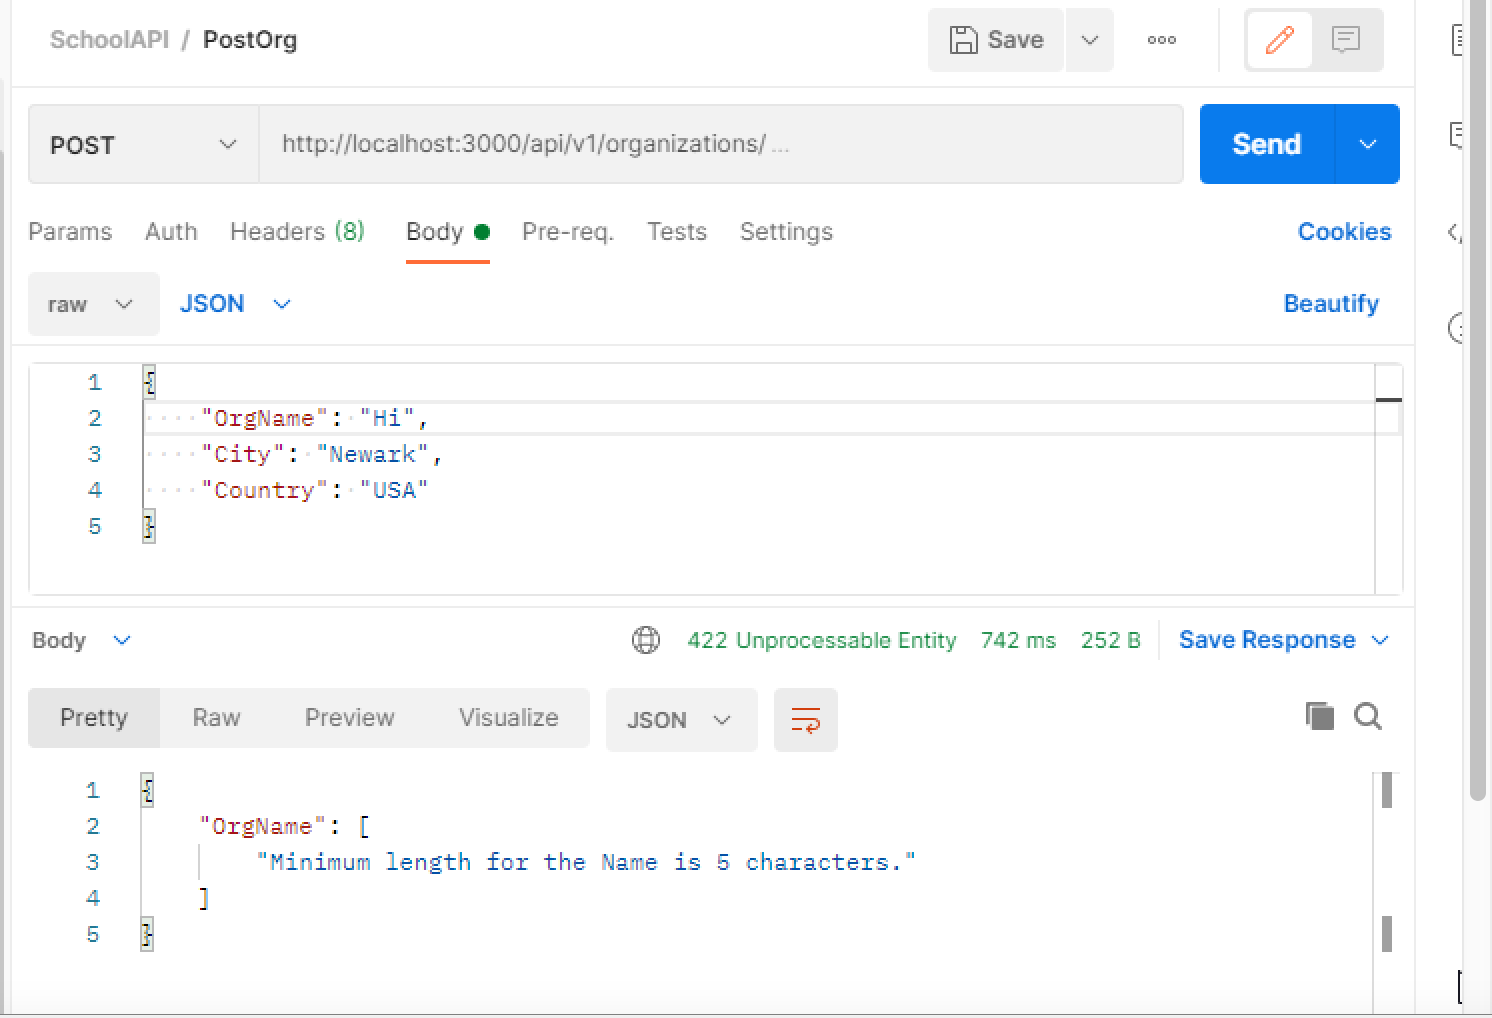 SchoolAPI / PostOrg
Save
POST
http://localhost:3000/api/v1/organizations/ ...
Send
Params Auth Headers (8) Body Pre-req. Tests Settings Cookies
raw JSON Beautify
1 {
2 "OrgName": "Hi",
3 "City": "Newark",
4 "Country": "USA"
5 }
Body 422 Unprocessable Entity 742 ms 252 B Save Response
Pretty Raw Preview Visualize JSON
1 {
2 "OrgName": [
3 "Minimum length for the Name is 5 characters."
4 ]
5 }